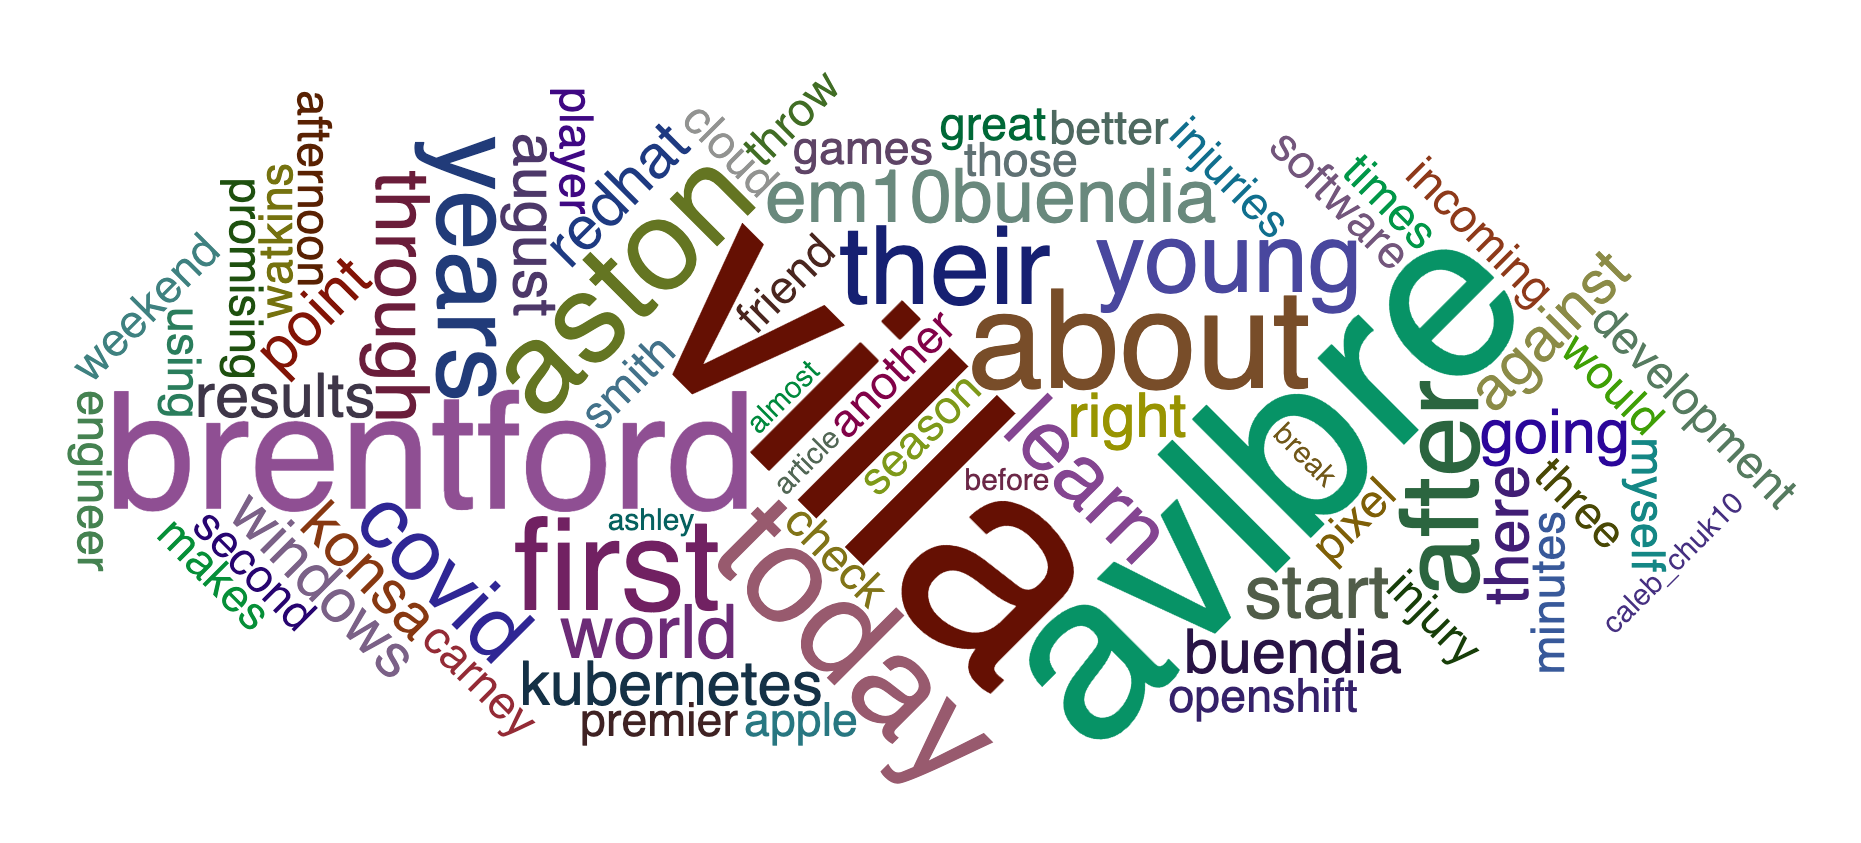 afternoon
player
throw
cloud
great
better
injuries
games
those
years
august
redhat
software
times
incoming
watkins
promising
through
aston
em10buendia
weekend
using
point
friend
their
young
against
development
results
smith
villa
almost
another
article
season
about
right
avlbre
would
brentford
engineer
learn
break
before
after
going
myself
there
three
minutes
caleb_chuk10
pixel
makes
second
windows
konsa
covid
carney
first
ashley
today
check
world
start
injury
kubernetes
buendia
openshift
premier
apple